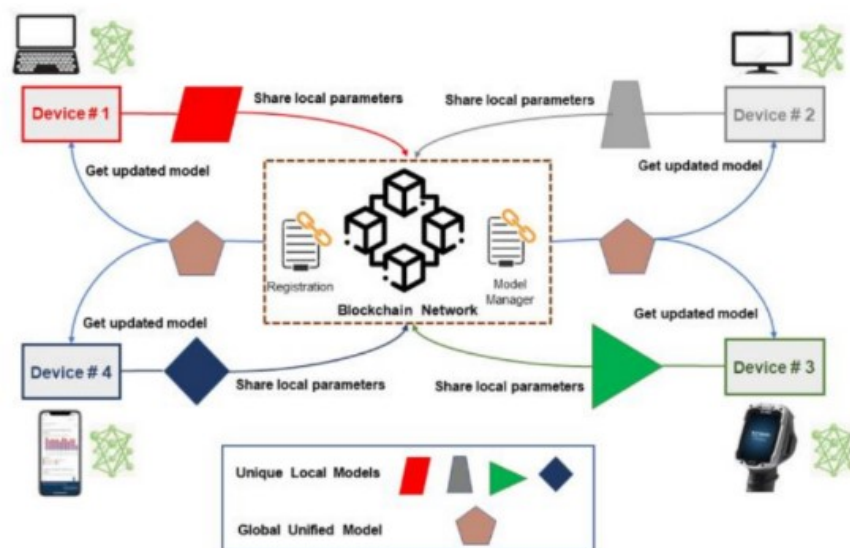 Device # 1
Share local parameters
Share local parameters
Device # 2
Get updated model
Get updated model
Registration
Model
Manager
Blockchain Network
Get updated model
Get updated model
Device # 4
Share local parameters
Share local parameters
Device # 3
Unique Local Models
Global Unified Model